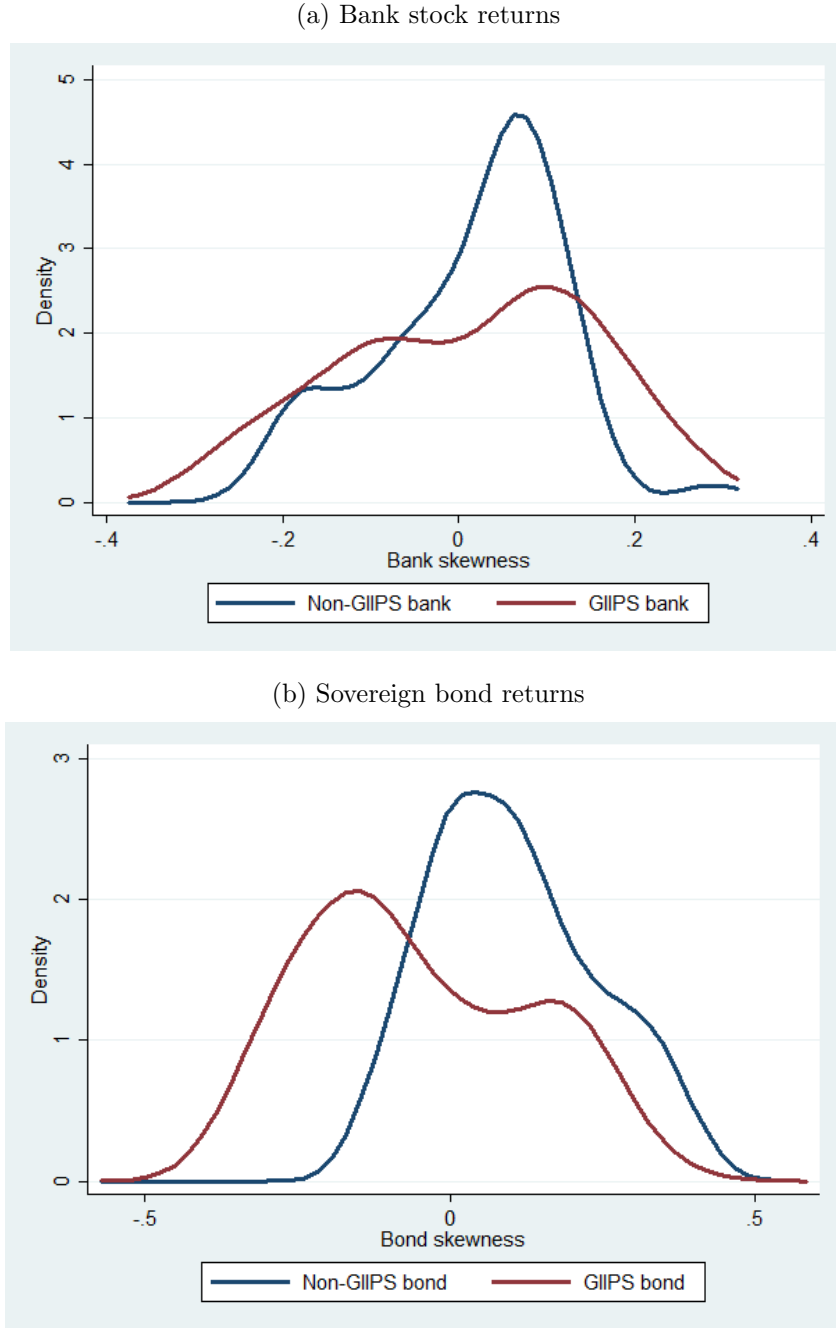 (a) Bank stock returns
5
4
3
2
1
0
Density
-.4 -.2 0 .2 .4
Bank skewness
Non-GIIPS bank GIIPS bank
(b) Sovereign bond returns
3
2
1
0
Density
-.5 0 .5
Bond skewness
Non-GIIPS bond GIIPS bond